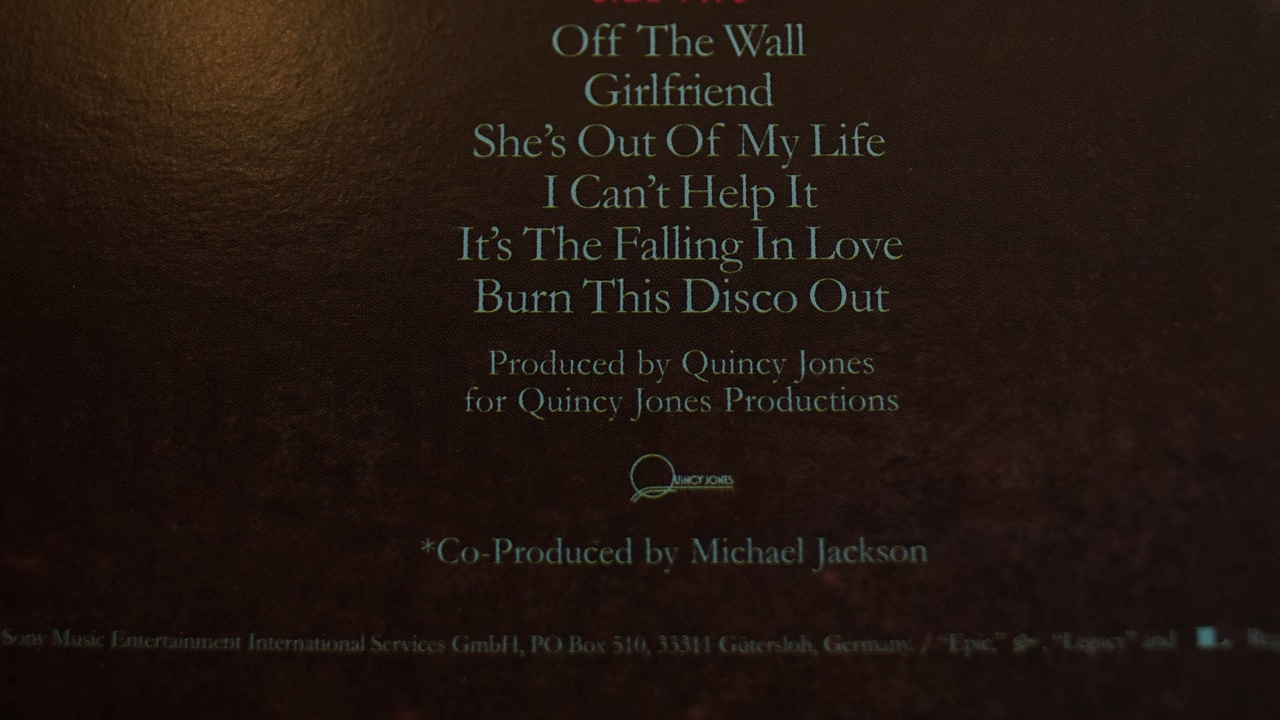 SIDE TWO
Off The Wall
Girlfriend
She's Out Of My Life
I Can't Help It
It's The Falling In Love
Burn This Disco Out
Produced by Quincy Jones
for Quincy Jones Productions
QUINCY JONES
*Co-Produced by Michael Jackson
Sony Music Entertainment International Services GmbH, PO Box 510, 33311 Gütersloh, Germany. / "Epic," , "Legacy" and